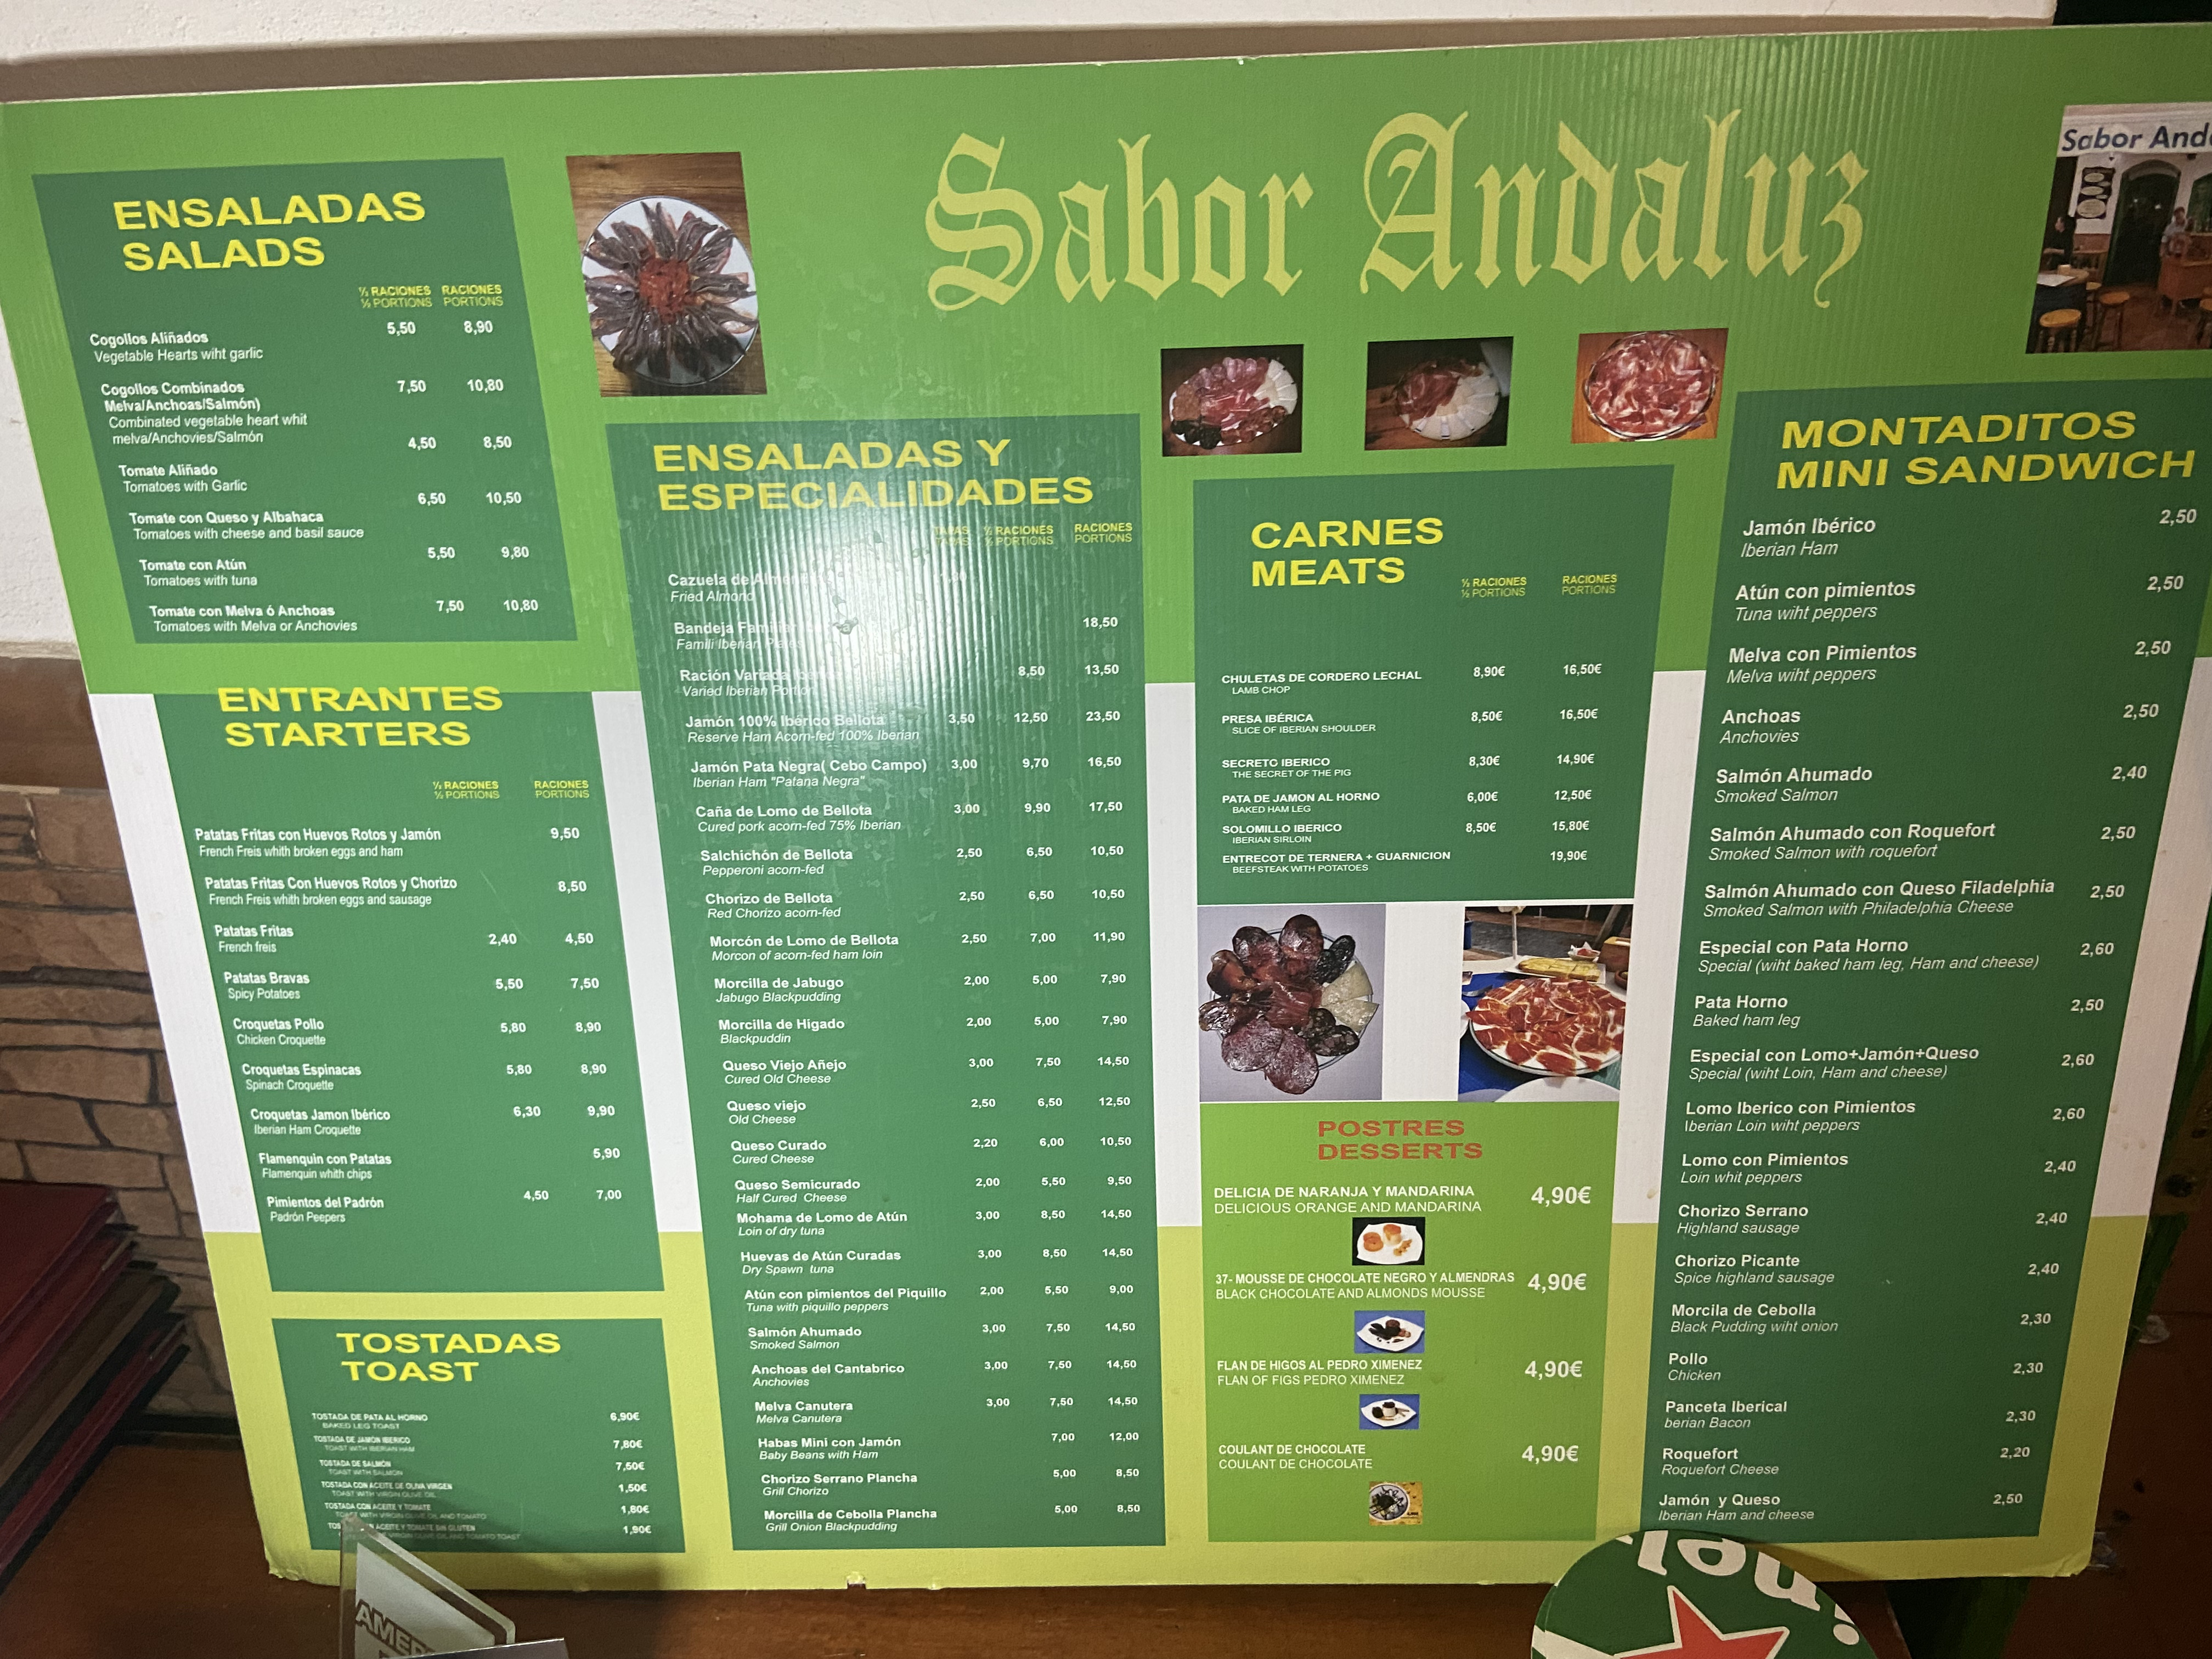 Sabor Andaluz
ENSALADAS
SALADS
½ RACIONES RACIONES
½ PORTIONS PORTIONS
Cogollos Aliñados 5,50 8,90
Vegetable Hearts wiht garlic
Cogollos Combinados 7,50 10,80
Melva/Anchoas/Salmón)
Combinated vegetable heart whit
melva/Anchovies/Salmón
Tomate Aliñado 4,50 8,50
Tomatoes with Garlic
Tomate con Queso y Albahaca 6,50 10,50
Tomatoes with cheese and basil sauce
Tomate con Atún 5,50 9,80
Tomatoes with tuna
Tomate con Melva ó Anchoas 7,50 10,80
Tomatoes with Melva or Anchovies
ENTRANTES
STARTERS
½ RACIONES RACIONES
½ PORTIONS PORTIONS
Patatas Fritas con Huevos Rotos y Jamón 9,50
French Freis whith broken eggs and ham
Patatas Fritas Con Huevos Rotos y Chorizo 8,50
French Freis whith broken eggs and sausage
Patatas Fritas 2,40 4,50
French freis
Patatas Bravas 5,50 7,50
Spicy Potatoes
Croquetas Pollo 5,80 8,90
Chicken Croquette
Croquetas Espinacas 5,80 8,90
Spinach Croquette
Croquetas Jamon Ibérico 6,30 9,90
Iberian Ham Croquette
Flamenquin con Patatas 5,90
Flamenquin whith chips
Pimientos del Padrón 4,50 7,00
Padrón Peepers
TOSTADAS
TOAST
TOSTADA DE PATA AL HORNO 6,90€
BAKED LEG TOAST
TOSTADA DE JAMÓN IBERICO 7,80€
TOAST WITH IBERIAN HAM
TOSTADA DE SALMÓN 7,50€
TOAST WITH SALMON
TOSTADA CON ACEITE DE OLIVA VIRGEN 1,50€
TOAST WITH VIRGIN OLIVE OIL
TOSTADA CON ACEITE Y TOMATE 1,80€
TOAST WITH VIRGIN OLIVE OIL AND TOMATO
ACEITE Y TOMATE SIN GLUTEN 1,90€
VIRGIN OLIVE OIL AND TOMATO TOAST
ENSALADAS Y
ESPECIALIDADES
TAPAS ½ RACIONES RACIONES
TAPAS ½ PORTIONS PORTIONS
Cazuela de
Fried Almond
Bandeja Familiar 18,50
Famili Iberian
Ración Variada 8,50 13,50
Varied Iberian Portion
Jamón 100% Ibérico Bellota 3,50 12,50 23,50
Reserve Ham Acorn-fed 100% Iberian
Jamón Pata Negra( Cebo Campo) 3,00 9,70 16,50
Iberian Ham "Patana Negra"
Caña de Lomo de Bellota 3,00 9,90 17,50
Cured pork acorn-fed 75% Iberian
Salchichón de Bellota 2,50 6,50 10,50
Pepperoni acorn-fed
Chorizo de Bellota 2,50 6,50 10,50
Red Chorizo acorn-fed
Morcón de Lomo de Bellota 2,50 7,00 11,90
Morcon of acorn-fed ham loin
Morcilla de Jabugo 2,00 5,00 7,90
Jabugo Blackpudding
Morcilla de Higado 2,00 5,00 7,90
Blackpuddin
Queso Viejo Añejo 3,00 7,50 14,50
Cured Old Cheese
Queso viejo 2,50 6,50 12,50
Old Cheese
Queso Curado 2,20 6,00 10,50
Cured Cheese
Queso Semicurado 2,00 5,50 9,50
Half Cured Cheese
Mohama de Lomo de Atún 3,00 8,50 14,50
Loin of dry tuna
Huevas de Atún Curadas 3,00 8,50 14,50
Dry Spawn tuna
Atún con pimientos del Piquillo 2,00 5,50 9,00
Tuna with piquillo peppers
Salmón Ahumado 3,00 7,50 14,50
Smoked Salmon
Anchoas del Cantabrico 3,00 7,50 14,50
Anchovies
Melva Canutera 3,00 7,50 14,50
Melva Canutera
Habas Mini con Jamón 7,00 12,00
Baby Beans with Ham
Chorizo Serrano Plancha 5,00 8,50
Grill Chorizo
Morcilla de Cebolla Plancha 5,00 8,50
Grill Onion Blackpudding
CARNES
MEATS
½ RACIONES RACIONES
½ PORTIONS PORTIONS
CHULETAS DE CORDERO LECHAL 8,90€ 16,50€
LAMB CHOP
PRESA IBÉRICA 8,50€ 16,50€
SLICE OF IBERIAN SHOULDER
SECRETO IBERICO 8,30€ 14,90€
THE SECRET OF THE PIG
PATA DE JAMON AL HORNO 6,00€ 12,50€
BAKED HAM LEG
SOLOMILLO IBERICO 8,50€ 15,80€
IBERIAN SIRLOIN
ENTRECOT DE TERNERA + GUARNICION 19,90€
BEEFSTEAK WITH POTATOES
POSTRES
DESSERTS
DELICIA DE NARANJA Y MANDARINA 4,90€
DELICIOUS ORANGE AND MANDARINA
37- MOUSSE DE CHOCOLATE NEGRO Y ALMENDRAS 4,90€
BLACK CHOCOLATE AND ALMONDS MOUSSE
FLAN DE HIGOS AL PEDRO XIMENEZ 4,90€
FLAN OF FIGS PEDRO XIMENEZ
COULANT DE CHOCOLATE 4,90€
COULANT DE CHOCOLATE
Sabor And
MONTADITOS
MINI SANDWICH
Jamón Ibérico 2,50
Iberian Ham
Atún con pimientos 2,50
Tuna wiht peppers
Melva con Pimientos 2,50
Melva wiht peppers
Anchoas 2,50
Anchovies
Salmón Ahumado 2,40
Smoked Salmon
Salmón Ahumado con Roquefort 2,50
Smoked Salmon with roquefort
Salmón Ahumado con Queso Filadelphia 2,50
Smoked Salmon with Philadelphia Cheese
Especial con Pata Horno 2,60
Special (wiht baked ham leg, Ham and cheese)
Pata Horno 2,50
Baked ham leg
Especial con Lomo+Jamón+Queso 2,60
Special (wiht Loin, Ham and cheese)
Lomo Iberico con Pimientos 2,60
Iberian Loin wiht peppers
Lomo con Pimientos 2,40
Loin whit peppers
Chorizo Serrano 2,40
Highland sausage
Chorizo Picante 2,40
Spice highland sausage
Morcila de Cebolla 2,30
Black Pudding wiht onion
Pollo 2,30
Chicken
Panceta Iberical 2,30
berian Bacon
Roquefort 2,20
Roquefort Cheese
Jamón y Queso 2,50
Iberian Ham and cheese